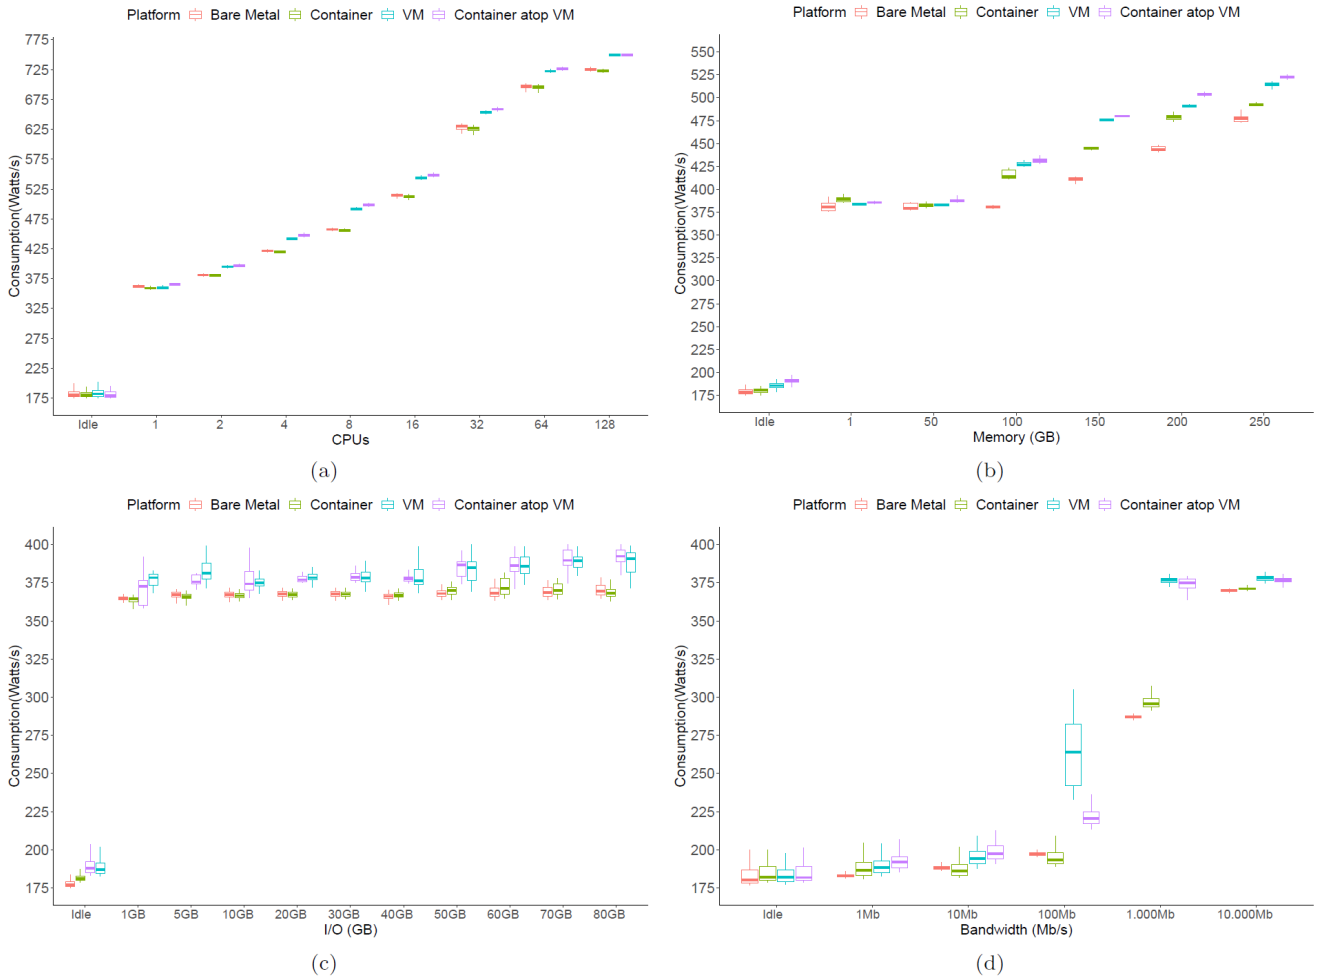 Platform Bare Metal Container VM Container atop VM
Consumption(Watts/s)
775
725
675
625
575
525
475
425
375
325
275
225
175
Idle 1 2 4 8 16 32 64 128
CPUs
(a)
Platform Bare Metal Container VM Container atop VM
Consumption(Watts/s)
550
525
500
475
450
425
400
375
350
325
300
275
250
225
200
175
Idle 1 50 100 150 200 250
Memory (GB)
(b)
Platform Bare Metal Container VM Container atop VM
Consumption(Watts/s)
400
375
350
325
300
275
250
225
200
175
Idle 1GB 5GB 10GB 20GB 30GB 40GB 50GB 60GB 70GB 80GB
I/O (GB)
(c)
Platform Bare Metal Container VM Container atop VM
Consumption(Watts/s)
400
375
350
325
300
275
250
225
200
175
Idle 1Mb 10Mb 100Mb 1.000Mb 10.000Mb
Bandwidth (Mb/s)
(d)